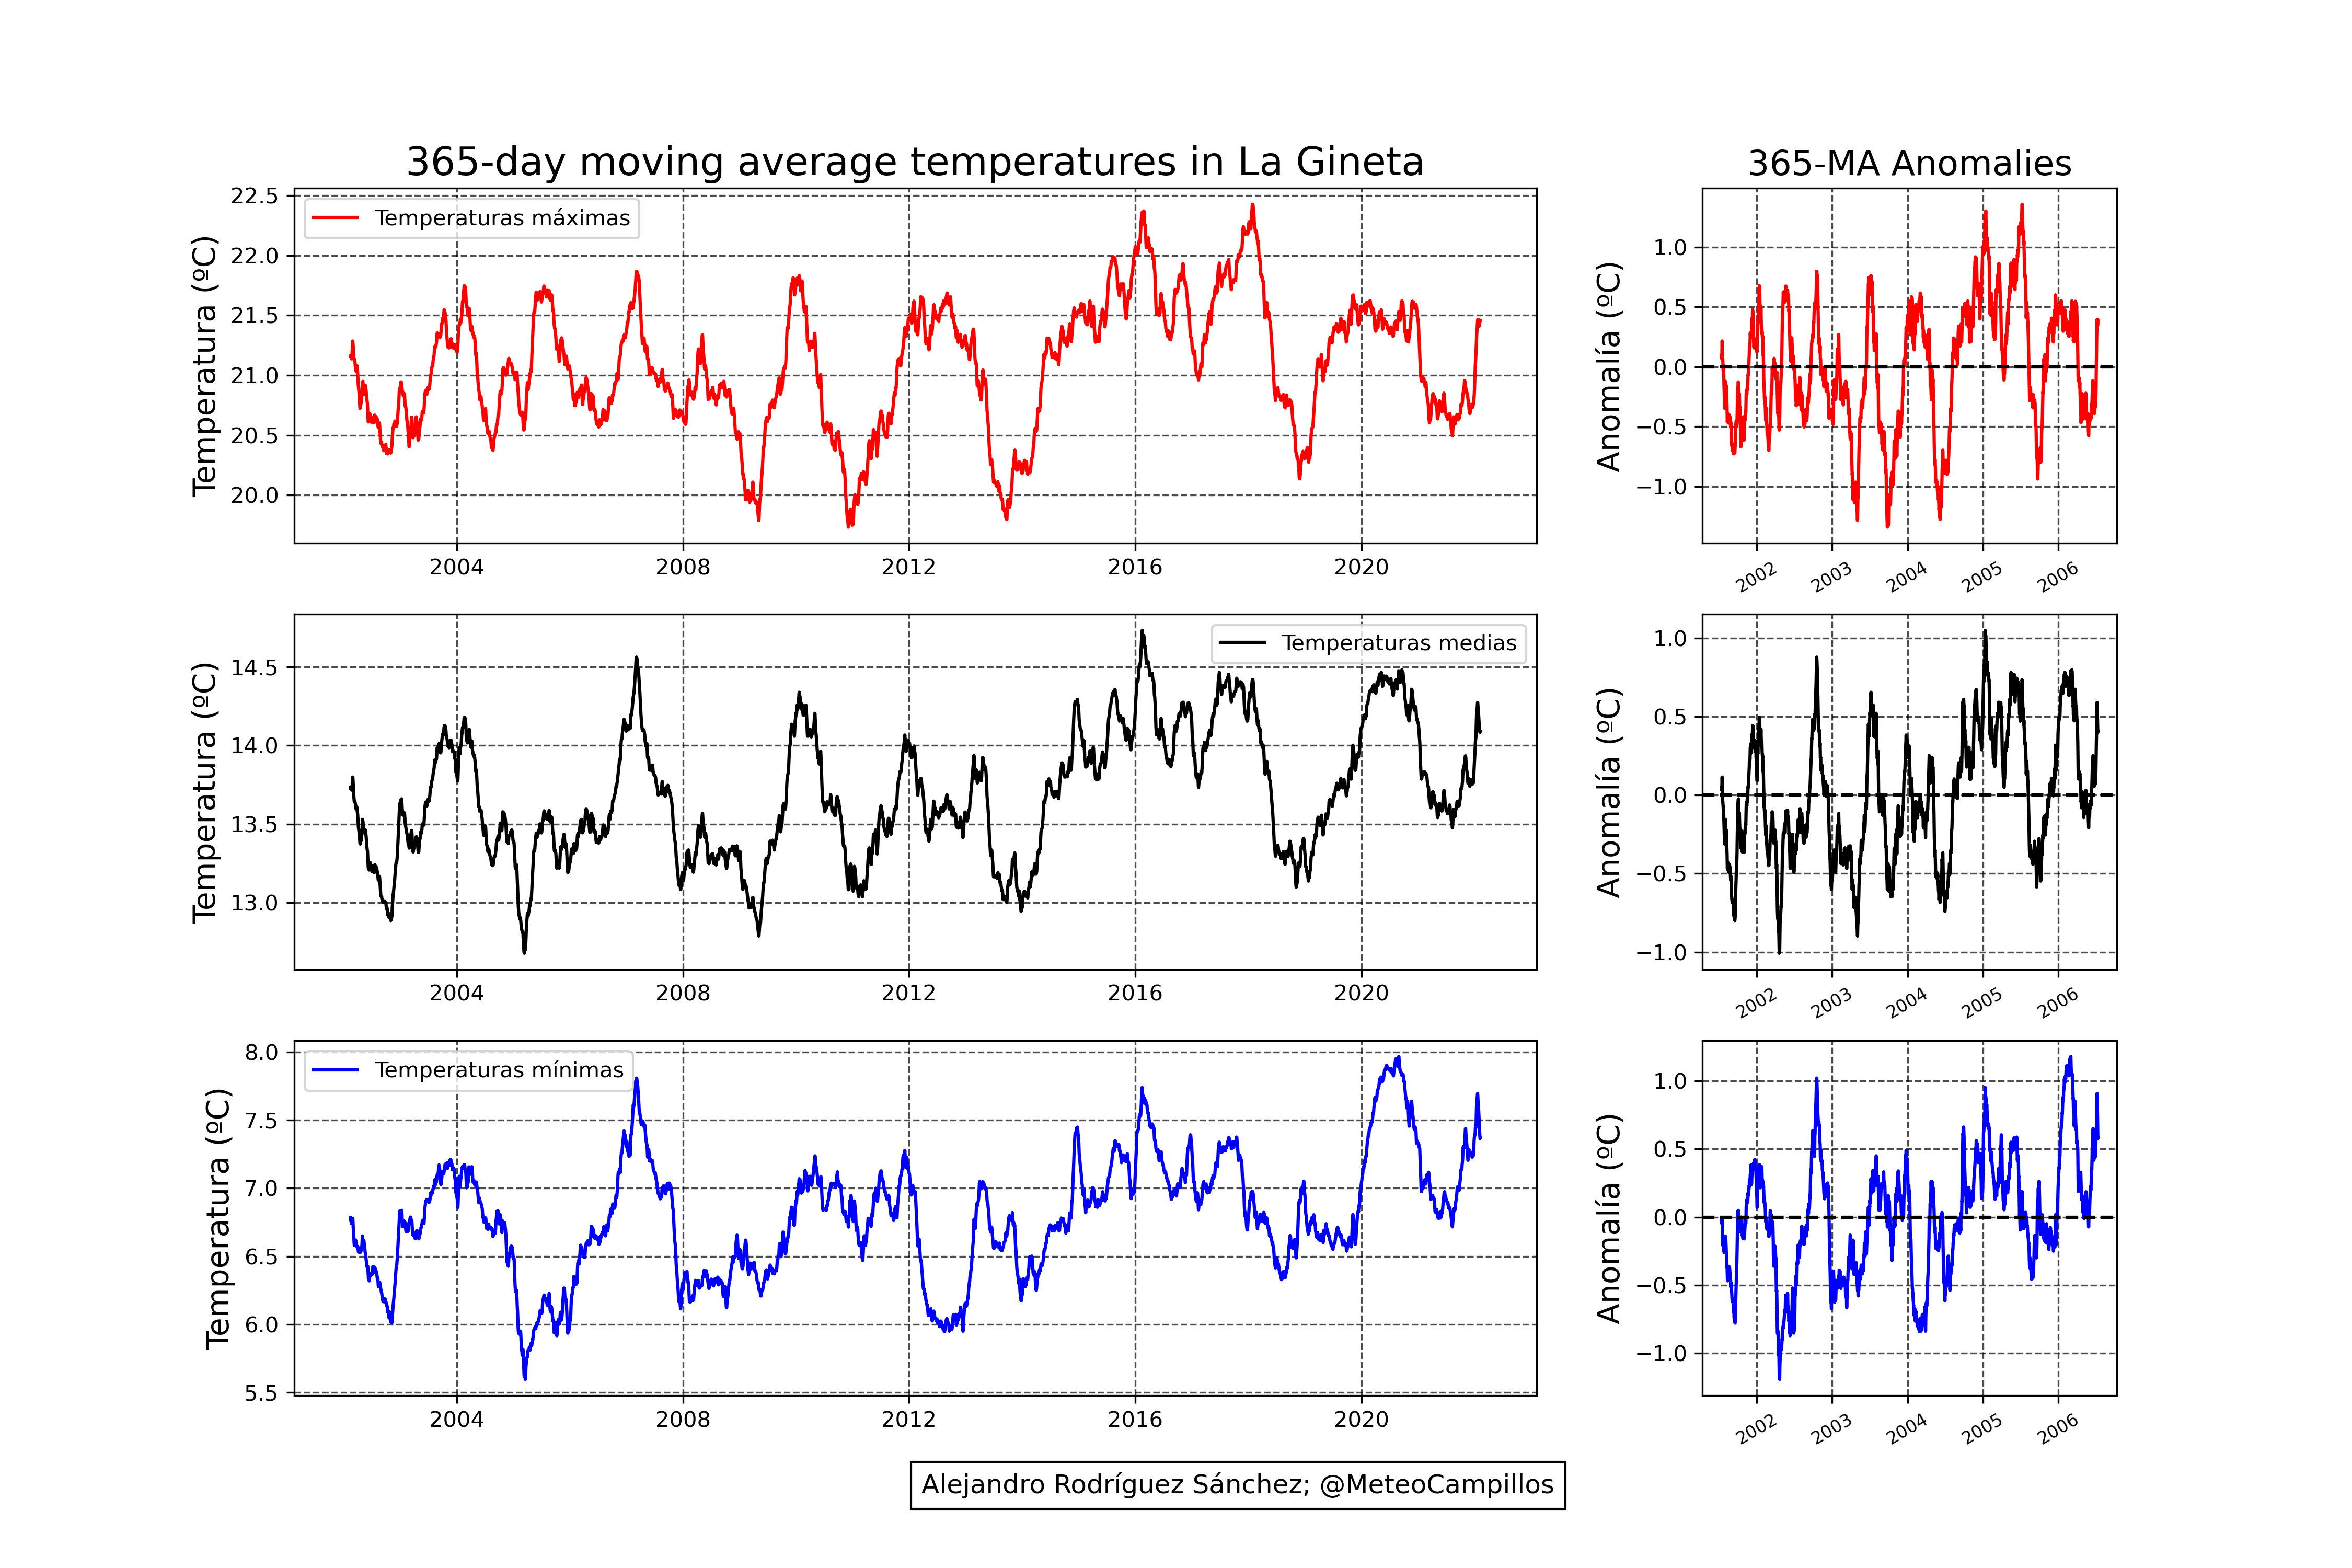 365-day moving average temperatures in La Gineta
365-MA Anomalies
Temperatura (ºC)
22.5
22.0
21.5
21.0
20.5
20.0
Temperaturas máximas
2004 2008 2012 2016 2020
Anomalía (ºC)
1.0
0.5
0.0
−0.5
−1.0
2002 2003 2004 2005 2006
Temperatura (ºC)
14.5
14.0
13.5
13.0
Temperaturas medias
2004 2008 2012 2016 2020
Anomalía (ºC)
1.0
0.5
0.0
−0.5
−1.0
2002 2003 2004 2005 2006
Temperatura (ºC)
8.0
7.5
7.0
6.5
6.0
5.5
Temperaturas mínimas
2004 2008 2012 2016 2020
Anomalía (ºC)
1.0
0.5
0.0
−0.5
−1.0
2002 2003 2004 2005 2006
Alejandro Rodríguez Sánchez; @MeteoCampillos